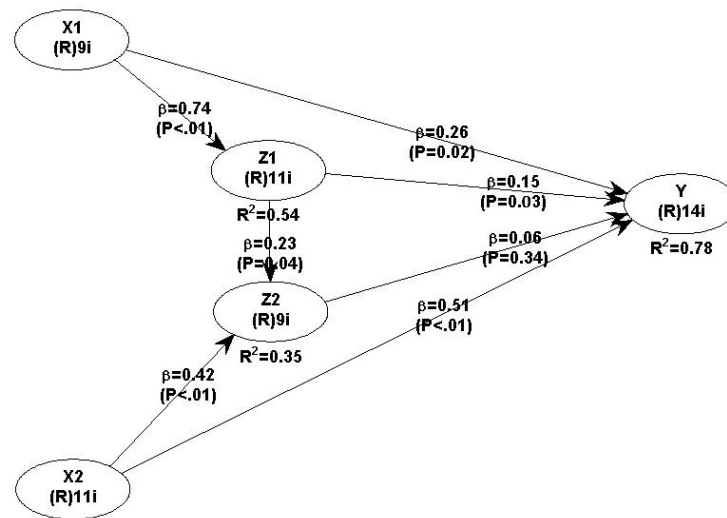 X1
(R)9i
β=0.74
(P<.01)
β=0.26
(P=0.02)
Z1
(R)11i
R²=0.54
β=0.15
(P=0.03)
Y
(R)14i
R²=0.78
β=0.23
(P=0.04)
β=0.06
(P=0.34)
Z2
(R)9i
R²=0.35
β=0.51
(P<.01)
β=0.42
(P<.01)
X2
(R)11i